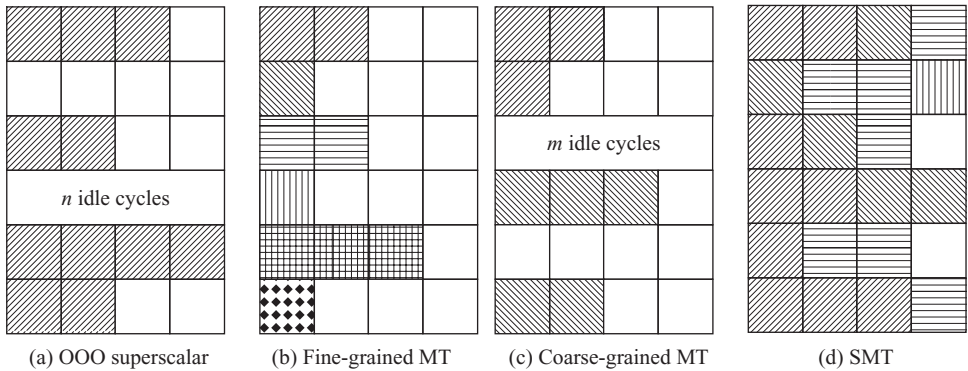 n idle cycles
m idle cycles
(a) OOO superscalar
(b) Fine-grained MT
(c) Coarse-grained MT
(d) SMT